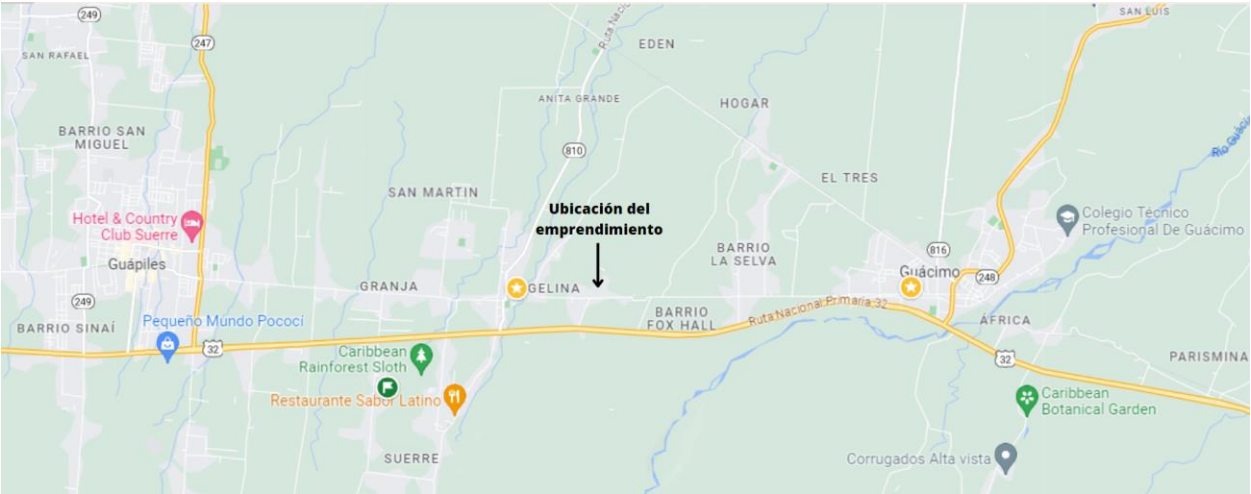 249
247
SAN RAFAEL
Ruta Nacio
EDEN
SAN LUIS
ANITA GRANDE
HOGAR
BARRIO SAN
MIGUEL
810
SAN MARTIN
EL TRES
Ubicación del
emprendimiento
Hotel & Country
Club Suerre
Colegio Técnico
Profesional De Guácimo
Río Guáci
BARRIO
LA SELVA
816
Guápiles
Guácimo
248
GRANJA
GELINA
249
BARRIO SINAÍ
Pequeño Mundo Pococí
BARRIO
FOX HALL
Ruta Nacional Primaria 32
ÁFRICA
32
Caribbean
Rainforest Sloth
32
PARISMINA
Restaurante Sabor Latino
Caribbean
Botanical Garden
SUERRE
Corrugados Alta vista